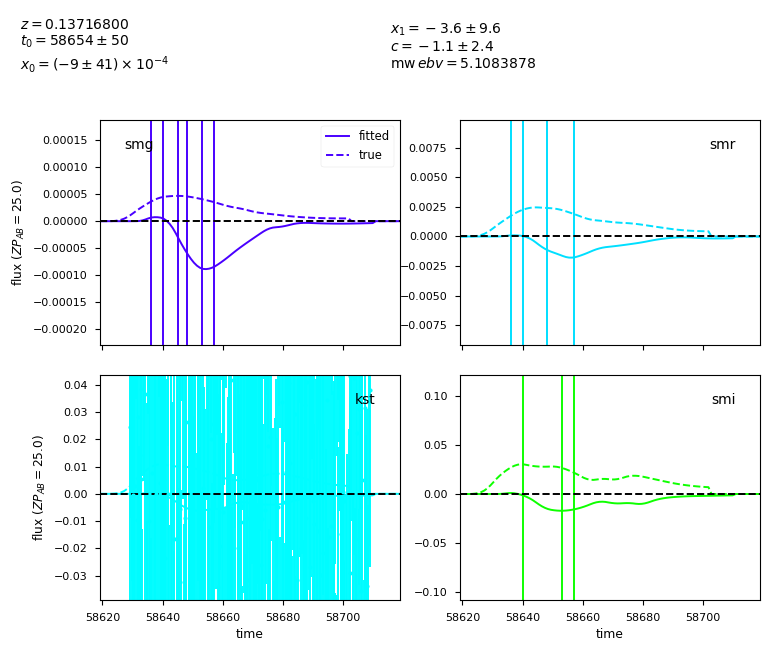 z = 0.13716800
t₀ = 58654 ± 50
x₀ = (−9 ± 41) × 10⁻⁴
x₁ = −3.6 ± 9.6
c = −1.1 ± 2.4
mw ebv = 5.1083878
smg
fitted
true
0.00015
0.00010
0.00005
0.00000
−0.00005
−0.00010
−0.00015
−0.00020
flux (ZP_AB = 25.0)
smr
0.0075
0.0050
0.0025
0.0000
−0.0025
−0.0050
−0.0075
kst
0.04
0.03
0.02
0.01
0.00
−0.01
−0.02
−0.03
flux (ZP_AB = 25.0)
58620 58640 58660 58680 58700
time
smi
0.10
0.05
0.00
−0.05
−0.10
58620 58640 58660 58680 58700
time